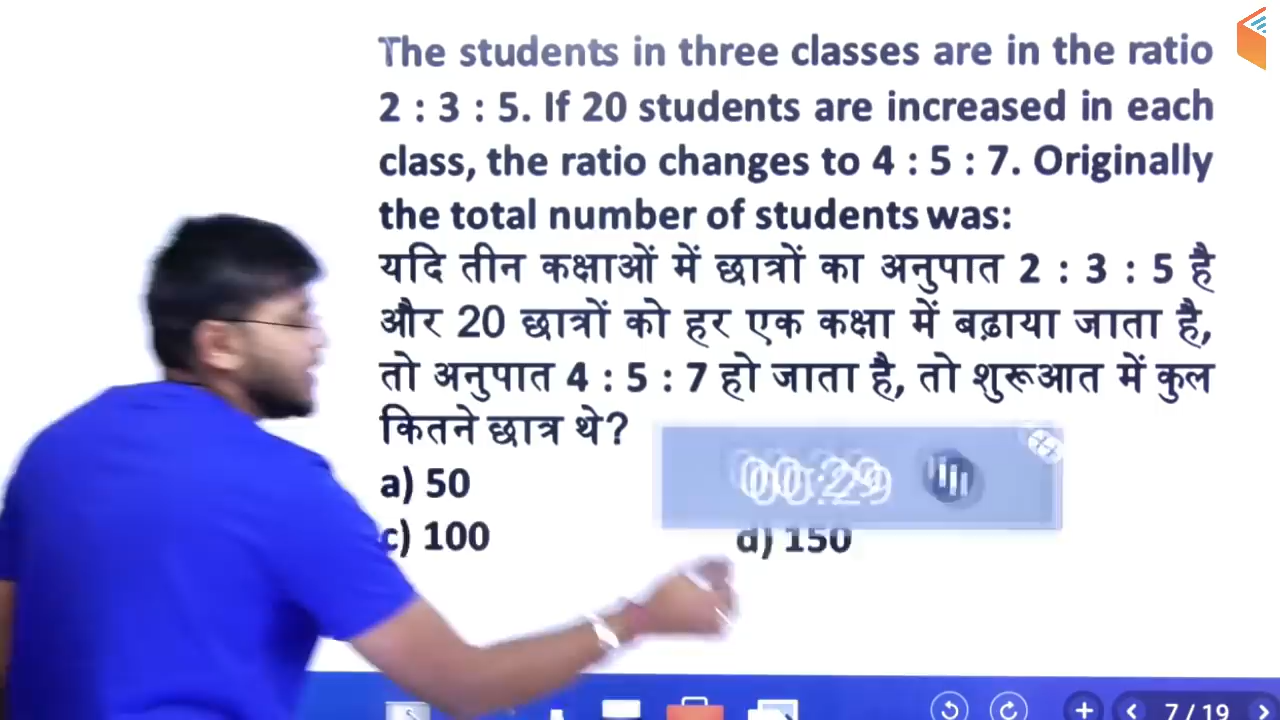 The students in three classes are in the ratio
2 : 3 : 5. If 20 students are increased in each
class, the ratio changes to 4 : 5 : 7. Originally
the total number of students was:
यदि तीन कक्षाओं में छात्रों का अनुपात 2 : 3 : 5 है
और 20 छात्रों को हर एक कक्षा में बढ़ाया जाता है,
तो अनुपात 4 : 5 : 7 हो जाता है, तो शुरूआत में कुल
कितने छात्र थे?
a) 50
00:29
c) 100 d) 150
7 / 19